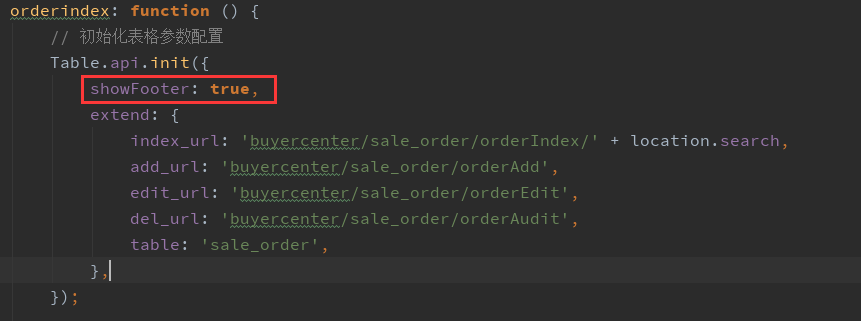 orderindex: function () {
// 初始化表格参数配置
Table.api.init({
showFooter: true,
extend: {
index_url: 'buyercenter/sale_order/orderIndex/' + location.search,
add_url: 'buyercenter/sale_order/orderAdd',
edit_url: 'buyercenter/sale_order/orderEdit',
del_url: 'buyercenter/sale_order/orderAudit',
table: 'sale_order',
},
});